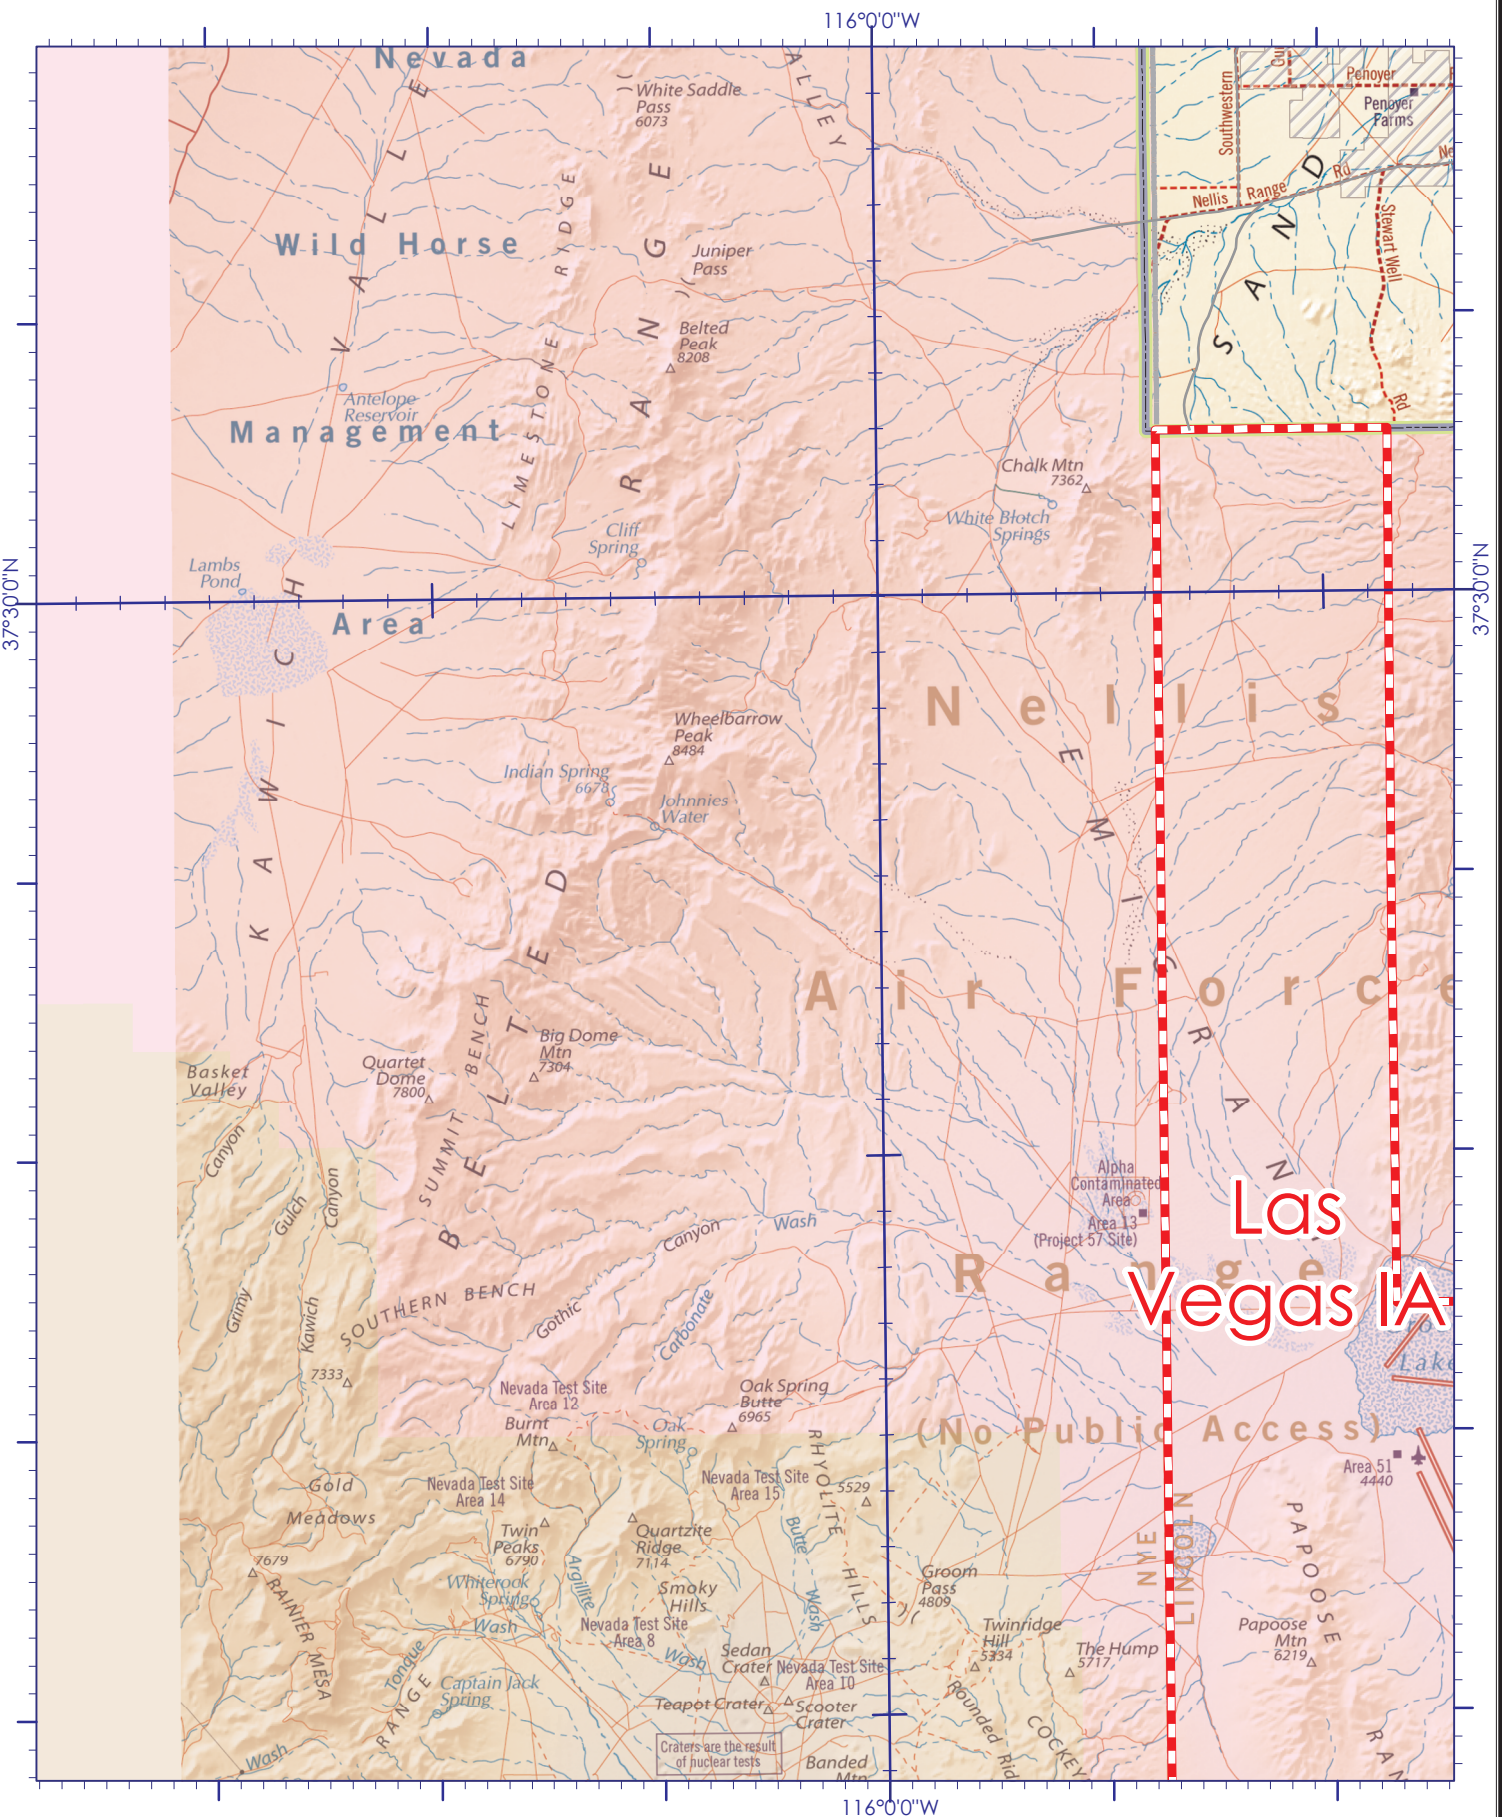 116°0'0"W
Nevada
VALLEY
White Saddle
Pass
6073
Southwestern
Penoyer
Penoyer
Farms
Nellis Range Rd
Stewart Well
Rd
SAND
Wild Horse
Juniper
Pass
Belted
Peak
8208
LIMESTONE RIDGE
Antelope
Reservoir
Management
Chalk Mtn
7362
White Blotch
Springs
Cliff
Spring
Lambs
Pond
37°30'0"N
37°30'0"N
Area
KAWICH VALLE
Nellis
Wheelbarrow
Peak
8484
Indian Spring
6678
Johnnies
Water
BELTED RANGE
EMIGRAN
Air Force
Big Dome
Mtn
7304
Quartet
Dome
7800
SUMMIT BENCH
Basket
Valley
Canyon
Gulch
Canyon
Alpha
Contaminated
Area
Area 13
(Project 57 Site)
Las
Vegas IA
Range
Canyon
Wash
Grimy
Kawich
SOUTHERN BENCH
Gothic
Carbonate
Lake
7333
Nevada Test Site
Area 12
Oak Spring
Butte
6965
Burnt
Mtn
Oak
Spring
(No Public Access)
Area 51
4440
Gold
Meadows
Nevada Test Site
Area 14
Nevada Test Site
Area 15
5529
RHYOLITE HILLS
Twin
Peaks
6790
Quartzite
Ridge
7114
Butte
Wash
NYE
LINCOLN
PAPOOSE RAN
7679
RAINIER MESA
Whiterock
Spring
Argillite
Wash
Smoky
Hills
Groom
Pass
4809
Nevada Test Site
Area 8
Wash
Twinridge
Hill
5334
The Hump
5717
Papoose
Mtn
6219
Sedan
Crater
Nevada Test Site
Area 10
Tongue
RANGE
Captain Jack
Spring
Teapot Crater
Scooter
Crater
Rounded Rid
COCKEY
Wash
Craters are the result
of nuclear tests
Banded
Mtn
116°0'0"W